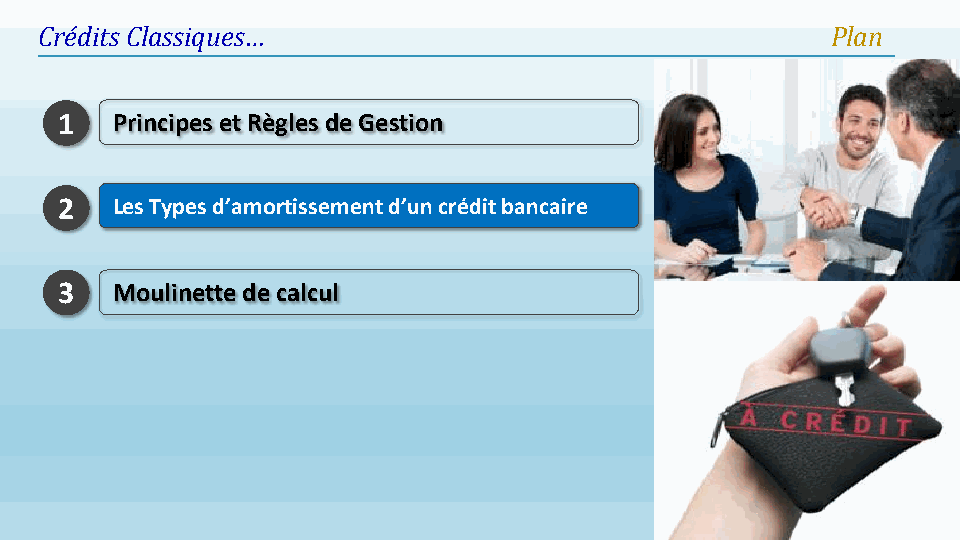 Crédits Classiques…
Plan
1 Principes et Règles de Gestion
2 Les Types d’amortissement d’un crédit bancaire
3 Moulinette de calcul
À CRÉDIT